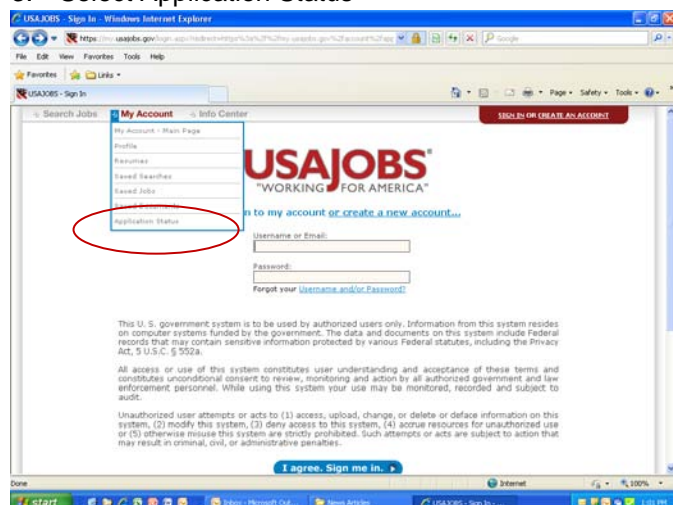 Select Application Status
USAJOBS - Sign In - Windows Internet Explorer
Google
File Edit View Favorites Tools Help
Favorites Links
USAJOBS - Sign In
Page Safety Tools
Search Jobs My Account Info Center
SIGN IN OR CREATE AN ACCOUNT
My Account - Main Page
Profile
Resumes
Saved Searches
Saved Jobs
Saved Documents
Application Status
USAJOBS
"WORKING FOR AMERICA"
n to my account or create a new account...
Username or Email:
Password:
Forgot your Username and/or Password?
This U. S. government system is to be used by authorized users only. Information from this system resides
on computer systems funded by the government. The data and documents on this system include Federal
records that may contain sensitive information protected by various Federal statutes, including the Privacy
Act, 5 U.S.C. § 552a.
All access or use of this system constitutes user understanding and acceptance of these terms and
constitutes unconditional consent to review, monitoring and action by all authorized government and law
enforcement personnel. While using this system your use may be monitored, recorded and subject to
audit.
Unauthorized user attempts or acts to (1) access, upload, change, or delete or deface information on this
system, (2) modify this system, (3) deny access to this system, (4) accrue resources for unauthorized use
or (5) otherwise misuse this system are strictly prohibited. Such attempts or acts are subject to action that
may result in criminal, civil, or administrative penalties.
I agree. Sign me in.
Done Internet 100%
start Inbox - Microsoft Out... News Articles USAJOBS - Sign In - ... 1:01 PM